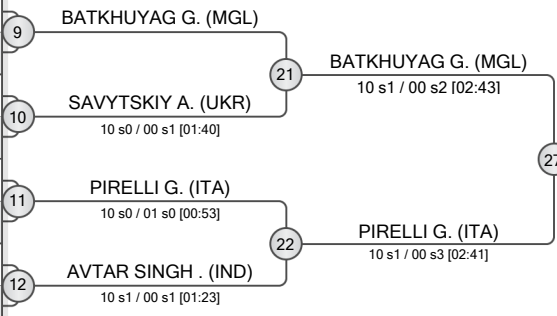 9
BATKHUYAG G. (MGL)
21
BATKHUYAG G. (MGL)
10 s1 / 00 s2 [02:43]
10
SAVYTSKIY A. (UKR)
10 s0 / 00 s1 [01:40]
27
11
PIRELLI G. (ITA)
10 s0 / 01 s0 [00:53]
22
PIRELLI G. (ITA)
10 s1 / 00 s3 [02:41]
12
AVTAR SINGH . (IND)
10 s1 / 00 s1 [01:23]